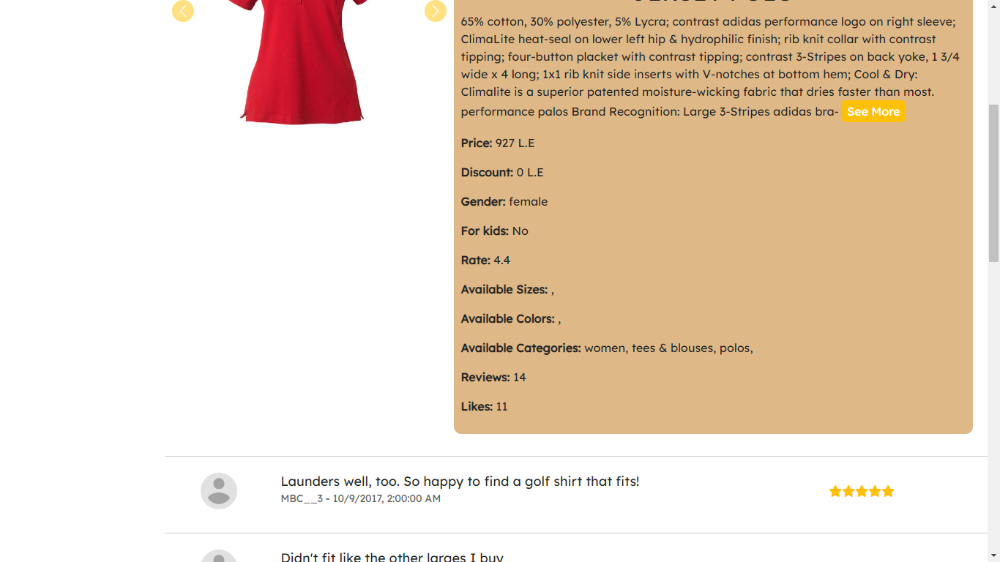 65% cotton, 30% polyester, 5% Lycra; contrast adidas performance logo on right sleeve;
ClimaLite heat-seal on lower left hip & hydrophilic finish; rib knit collar with contrast
tipping; four-button placket with contrast tipping; contrast 3-Stripes on back yoke, 1 3/4
wide x 4 long; 1x1 rib knit side inserts with V-notches at bottom hem; Cool & Dry:
Climalite is a superior patented moisture-wicking fabric that dries faster than most.
performance palos Brand Recognition: Large 3-Stripes adidas bra- See More
Price: 927 L.E
Discount: 0 L.E
Gender: female
For kids: No
Rate: 4.4
Available Sizes: ,
Available Colors: ,
Available Categories: women, tees & blouses, polos,
Reviews: 14
Likes: 11
Launders well, too. So happy to find a golf shirt that fits!
MBC__3 - 10/9/2017, 2:00:00 AM
Didn't fit like the other larges I buy